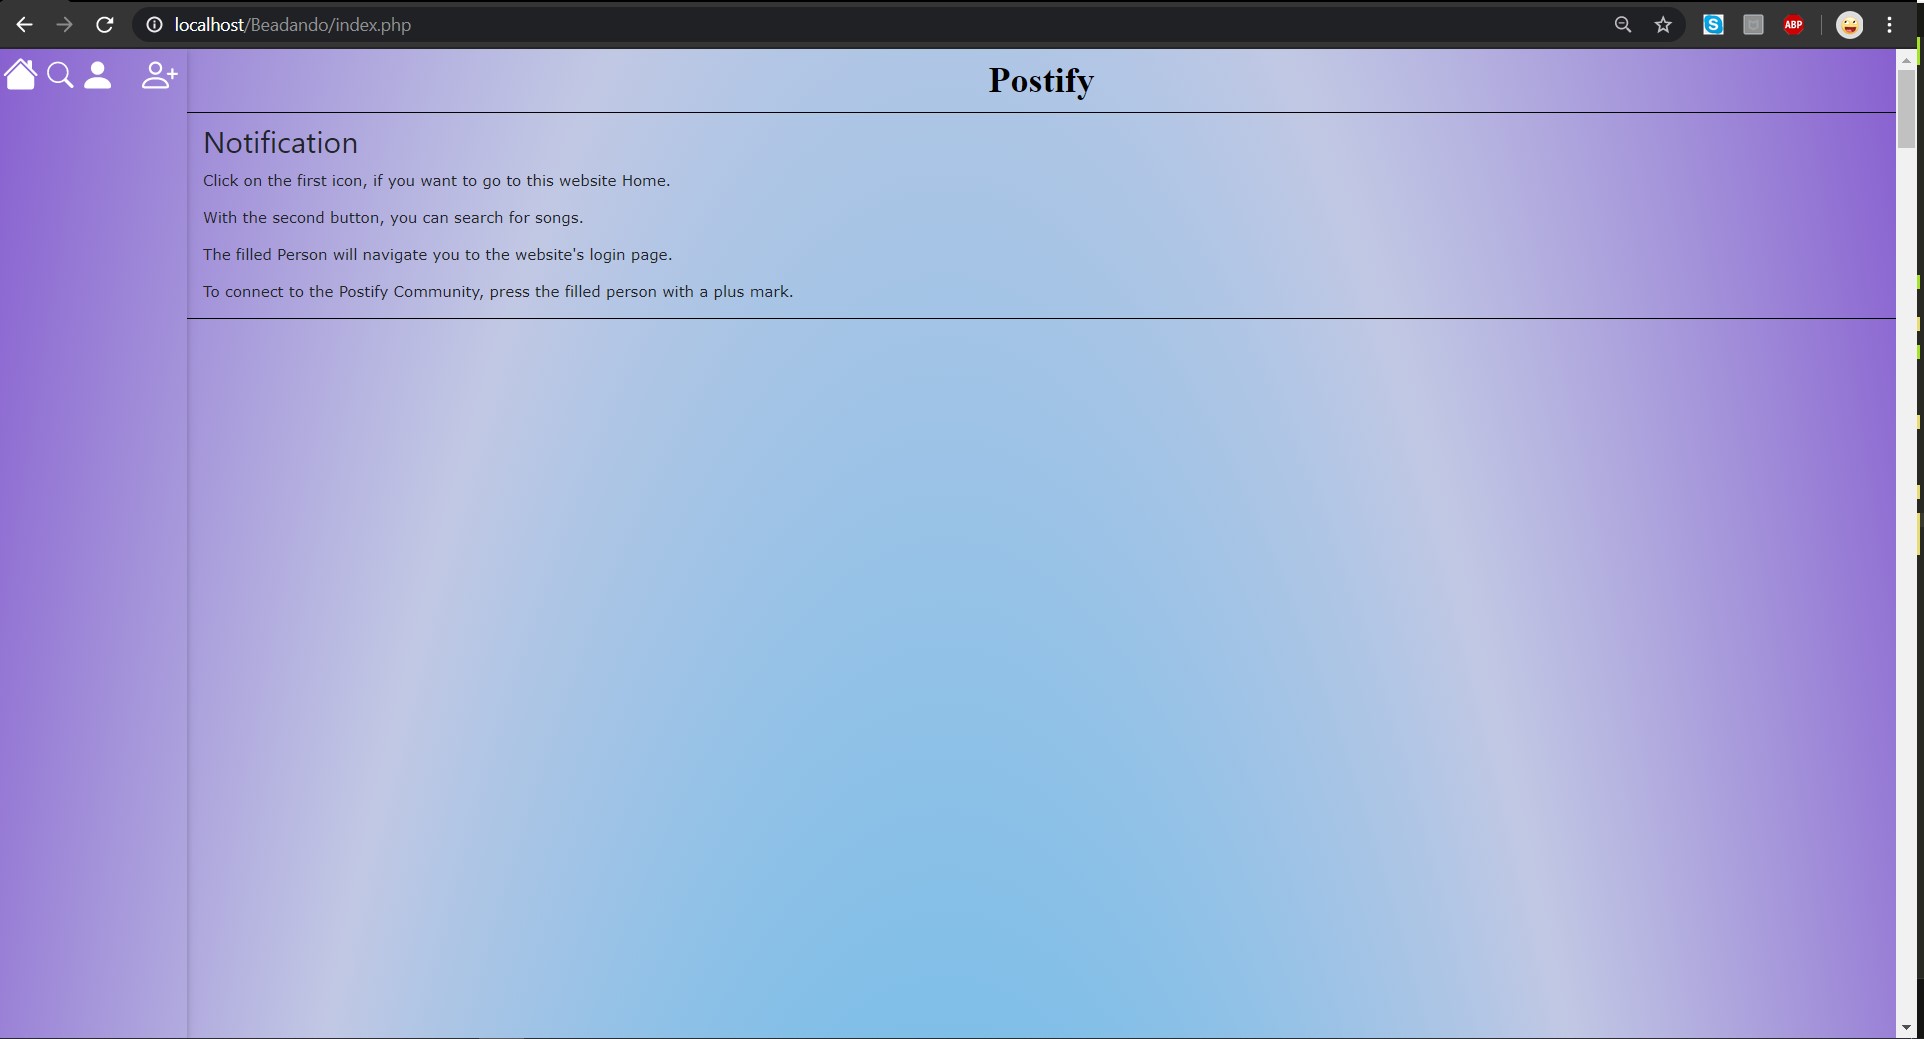 localhost/Beadando/index.php
S
ABP
Postify
Notification
Click on the first icon, if you want to go to this website Home.
With the second button, you can search for songs.
The filled Person will navigate you to the website's login page.
To connect to the Postify Community, press the filled person with a plus mark.